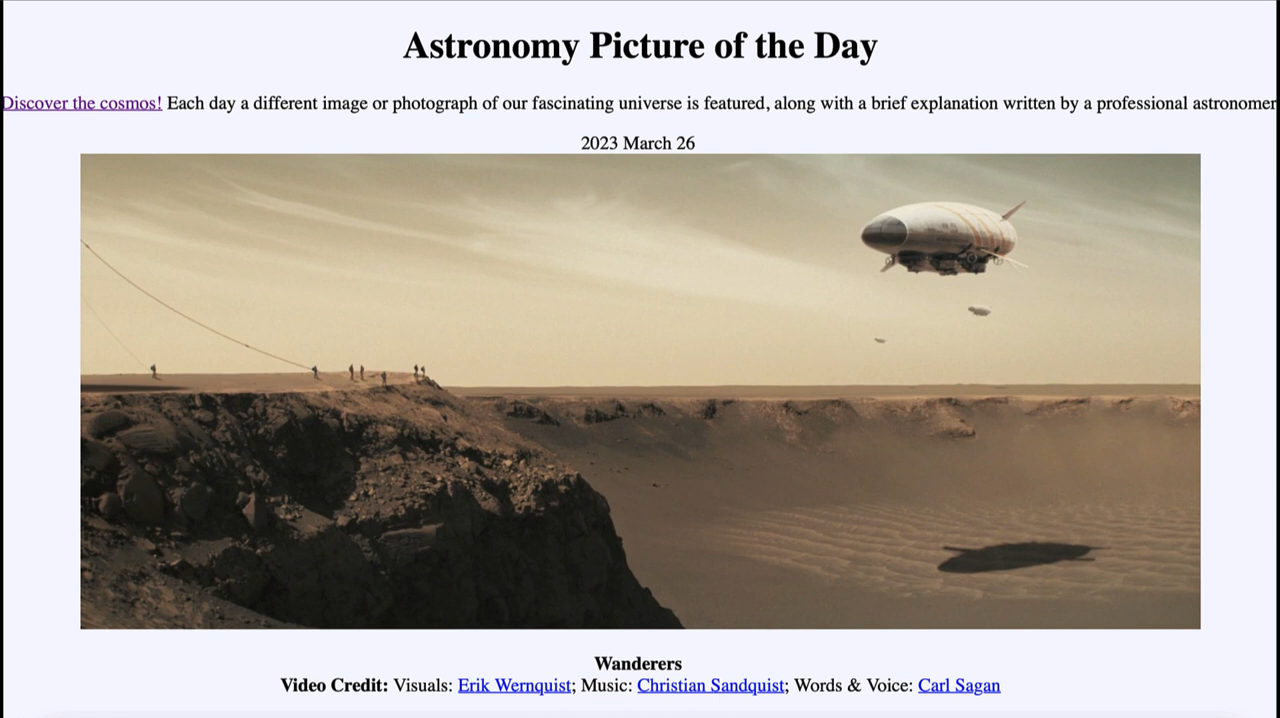 Astronomy Picture of the Day
Discover the cosmos! Each day a different image or photograph of our fascinating universe is featured, along with a brief explanation written by a professional astronomer
2023 March 26
Wanderers
Video Credit: Visuals: Erik Wernquist; Music: Christian Sandquist; Words & Voice: Carl Sagan